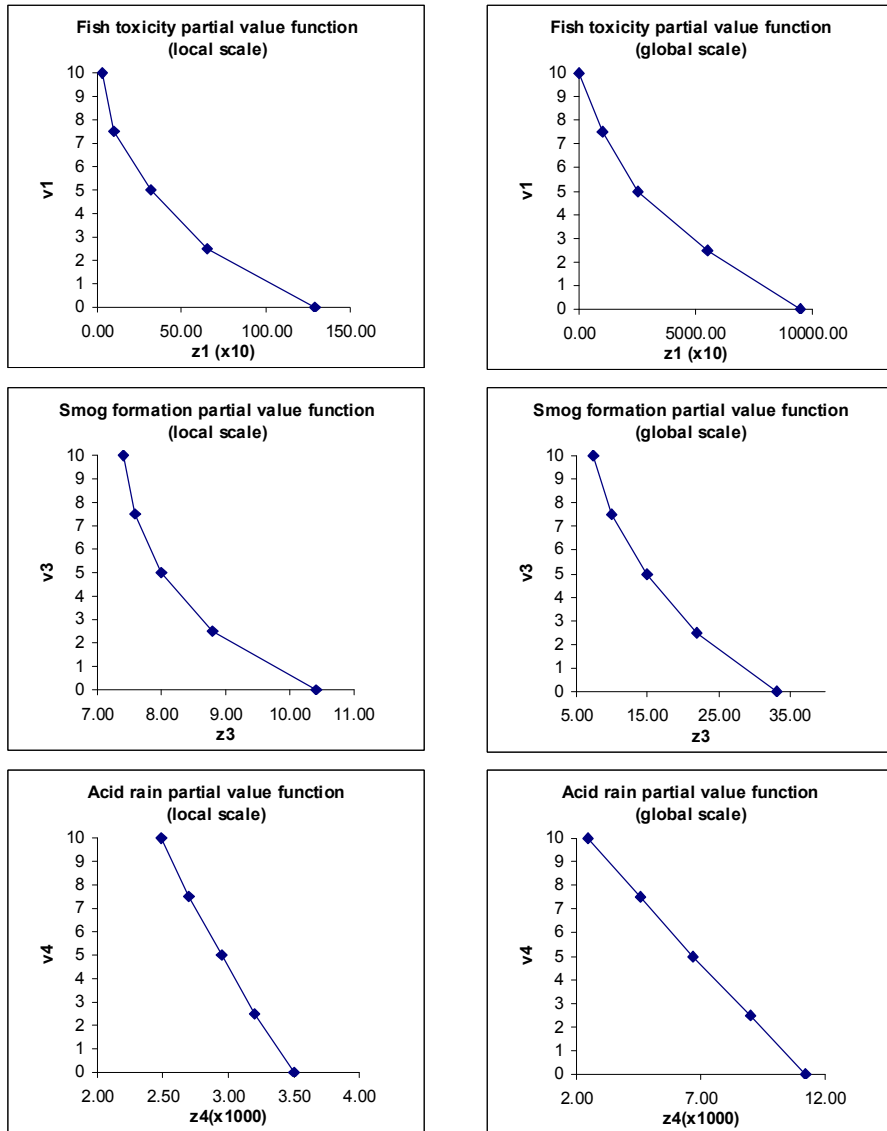 Fish toxicity partial value function
(local scale)
10
9
8
7
6
5
4
3
2
1
0
v1
0.00 50.00 100.00 150.00
z1 (x10)
Fish toxicity partial value function
(global scale)
10
9
8
7
6
5
4
3
2
1
0
v1
0.00 5000.00 10000.00
z1 (x10)
Smog formation partial value function
(local scale)
10
9
8
7
6
5
4
3
2
1
0
v3
7.00 8.00 9.00 10.00 11.00
z3
Smog formation partial value function
(global scale)
10
9
8
7
6
5
4
3
2
1
0
v3
5.00 15.00 25.00 35.00
z3
Acid rain partial value function
(local scale)
10
9
8
7
6
5
4
3
2
1
0
v4
2.00 2.50 3.00 3.50 4.00
z4(x1000)
Acid rain partial value function
(global scale)
10
9
8
7
6
5
4
3
2
1
0
v4
2.00 7.00 12.00
z4(x1000)